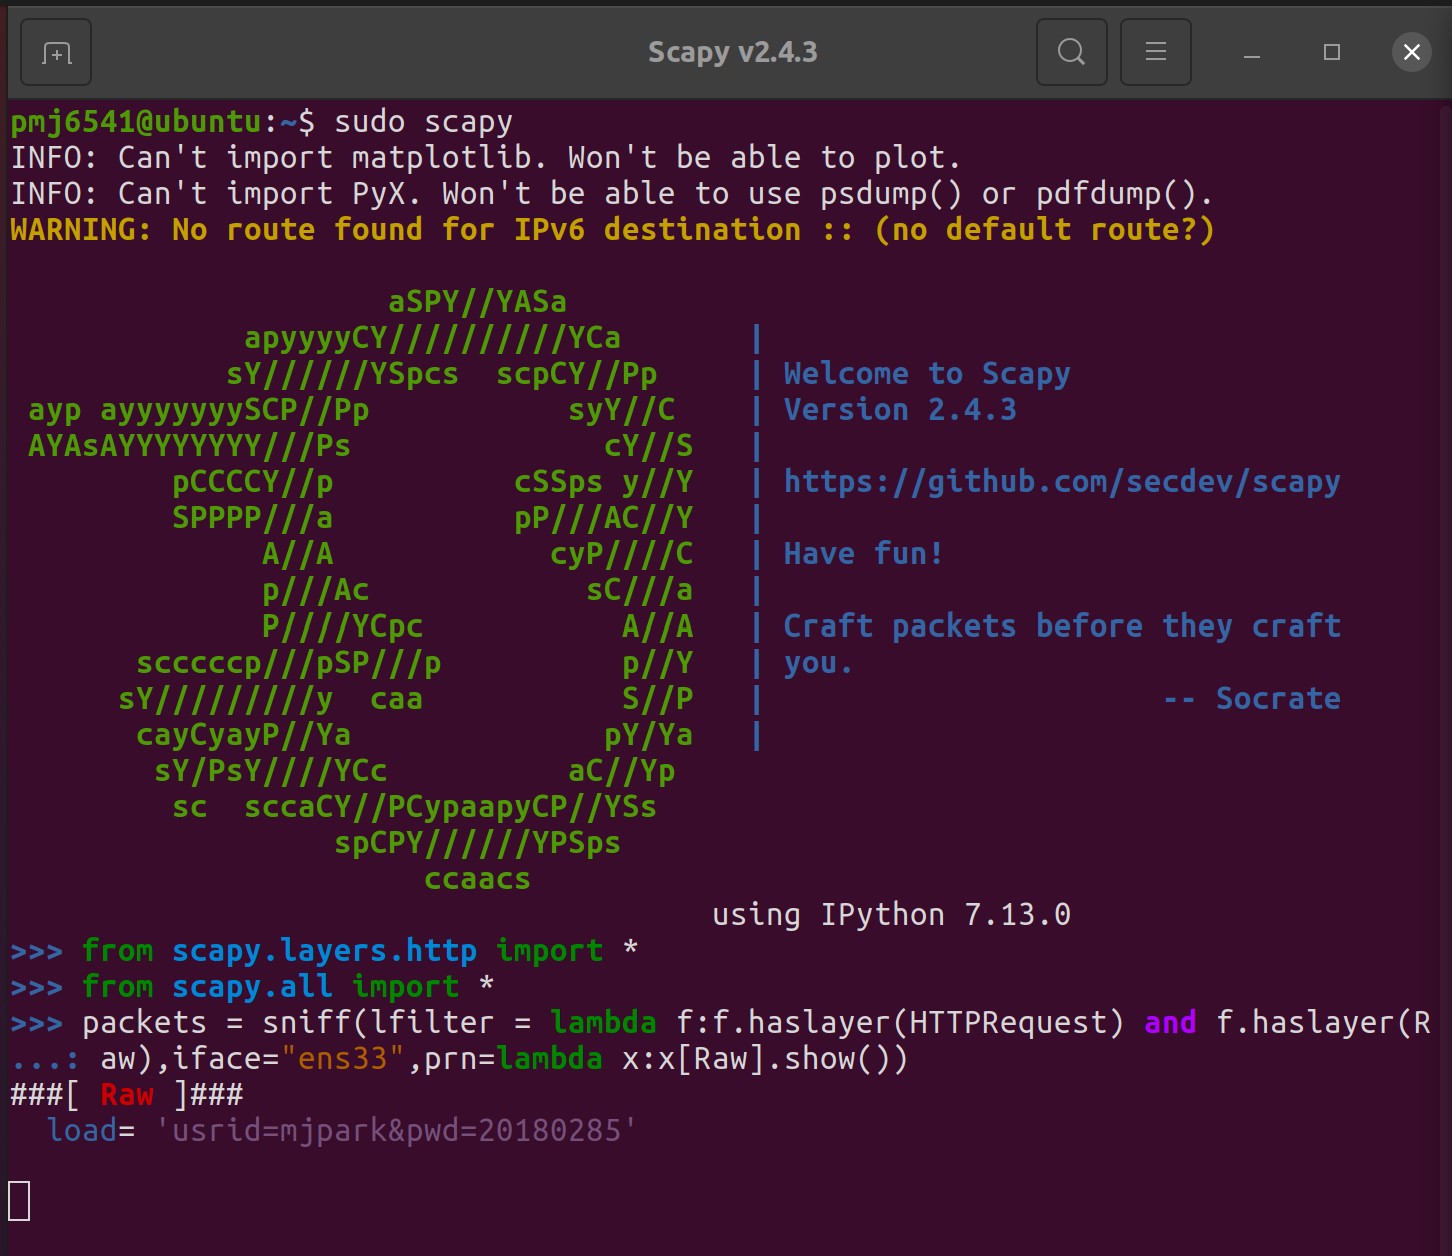 Scapy v2.4.3
pmj6541@ubuntu:~$ sudo scapy
INFO: Can't import matplotlib. Won't be able to plot.
INFO: Can't import PyX. Won't be able to use psdump() or pdfdump().
WARNING: No route found for IPv6 destination :: (no default route?)
                     aSPY//YASa
             apyyyyCY//////////YCa       |
            sY//////YSpcs  scpCY//Pp     | Welcome to Scapy
 ayp ayyyyyyySCP//Pp           syY//C    | Version 2.4.3
 AYAsAYYYYYYYY///Ps              cY//S   |
         pCCCCY//p          cSSps y//Y   | https://github.com/secdev/scapy
         SPPPP///a          pP///AC//Y   |
              A//A            cyP////C   | Have fun!
              p///Ac            sC///a   |
              P////YCpc           A//A   | Craft packets before they craft
       scccccp///pSP///p          p//Y   | you.
      sY/////////y  caa           S//P   |                      -- Socrate
       cayCyayP//Ya              pY/Ya   |
        sY/PsY////YCc          aC//Yp
         sc  sccaCY//PCypaapyCP//YSs
                  spCPY//////YPSps
                       ccaacs
                                       using IPython 7.13.0
>>> from scapy.layers.http import *
>>> from scapy.all import *
>>> packets = sniff(lfilter = lambda f:f.haslayer(HTTPRequest) and f.haslayer(R
...: aw),iface="ens33",prn=lambda x:x[Raw].show())
###[ Raw ]###
  load= 'usrid=mjpark&pwd=20180285'